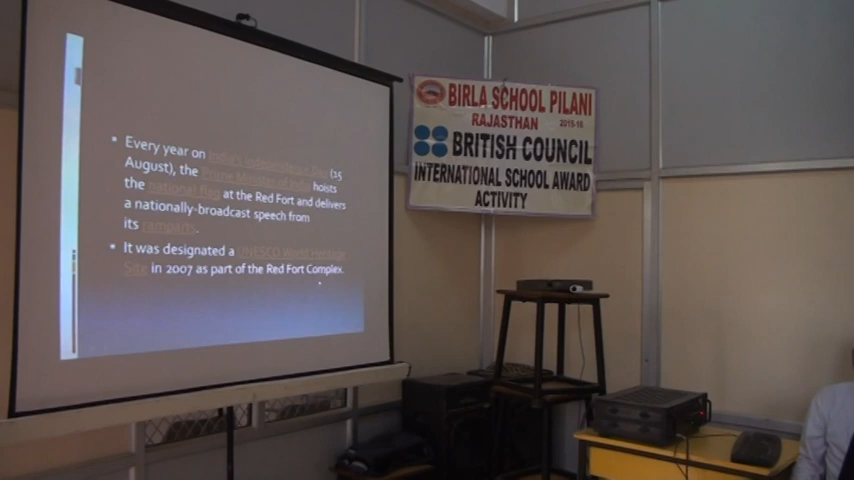 Every year on India's Independence Day (15
August), the Prime Minister of India hoists
the national flag at the Red Fort and delivers
a nationally-broadcast speech from
its ramparts.
It was designated a UNESCO World Heritage
Site in 2007 as part of the Red Fort Complex.
BIRLA SCHOOL PILANI
RAJASTHAN 2015-16
BRITISH COUNCIL
INTERNATIONAL SCHOOL AWARD
ACTIVITY